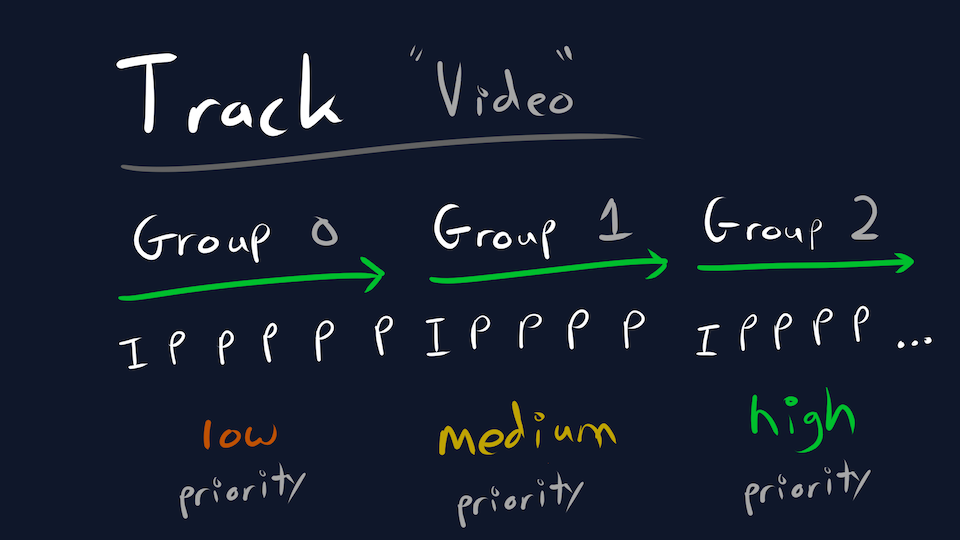 Track "Video"
Group 0 Group 1 Group 2
I P P P P P I P P P P I P P P P ...
low medium high
priority priority priority